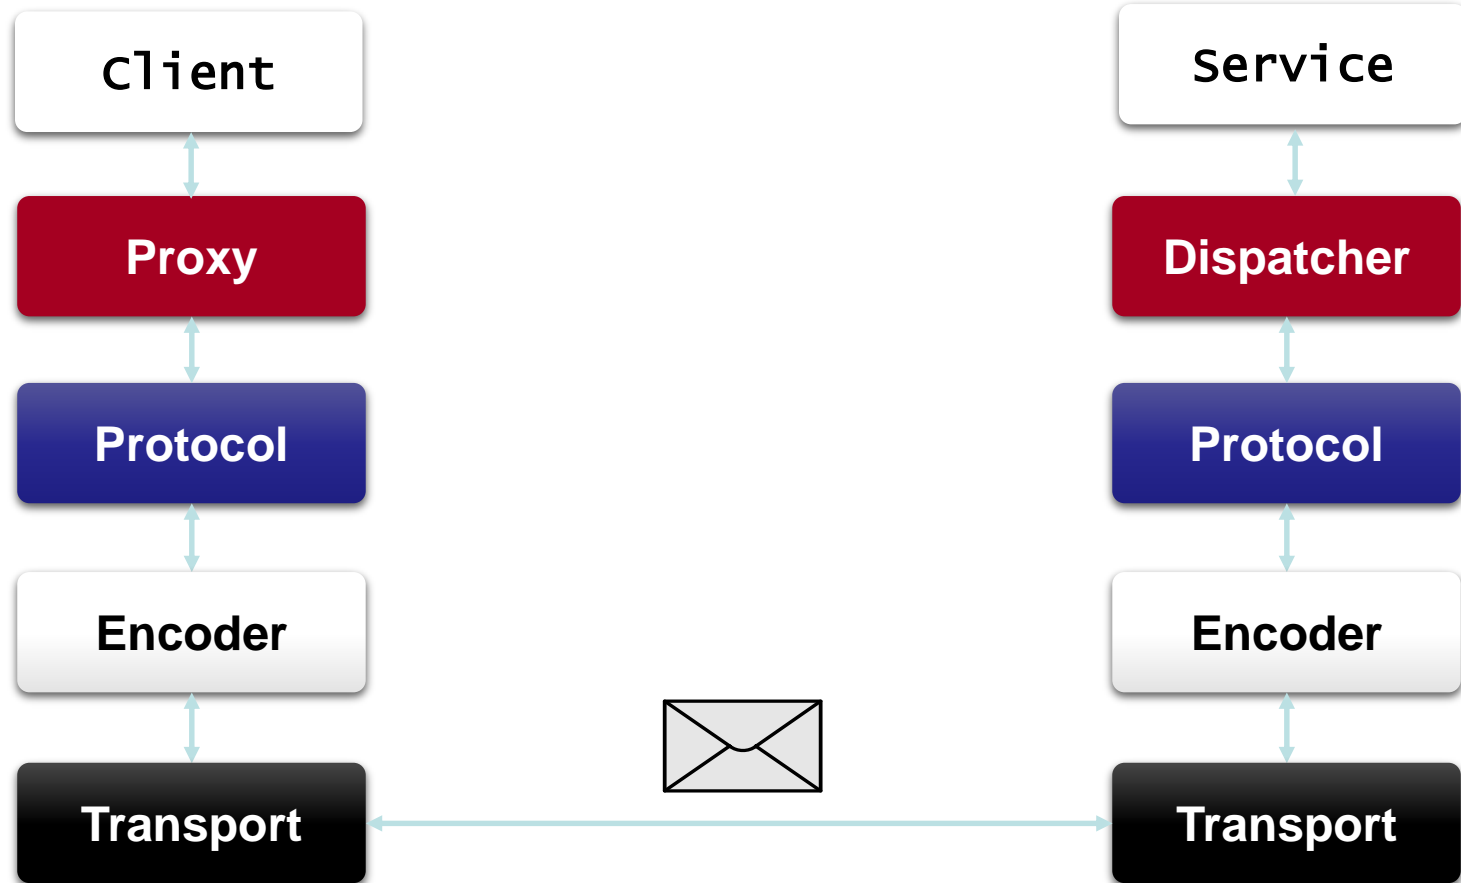 Client
Service
Proxy
Dispatcher
Protocol
Protocol
Encoder
Encoder
Transport
Transport